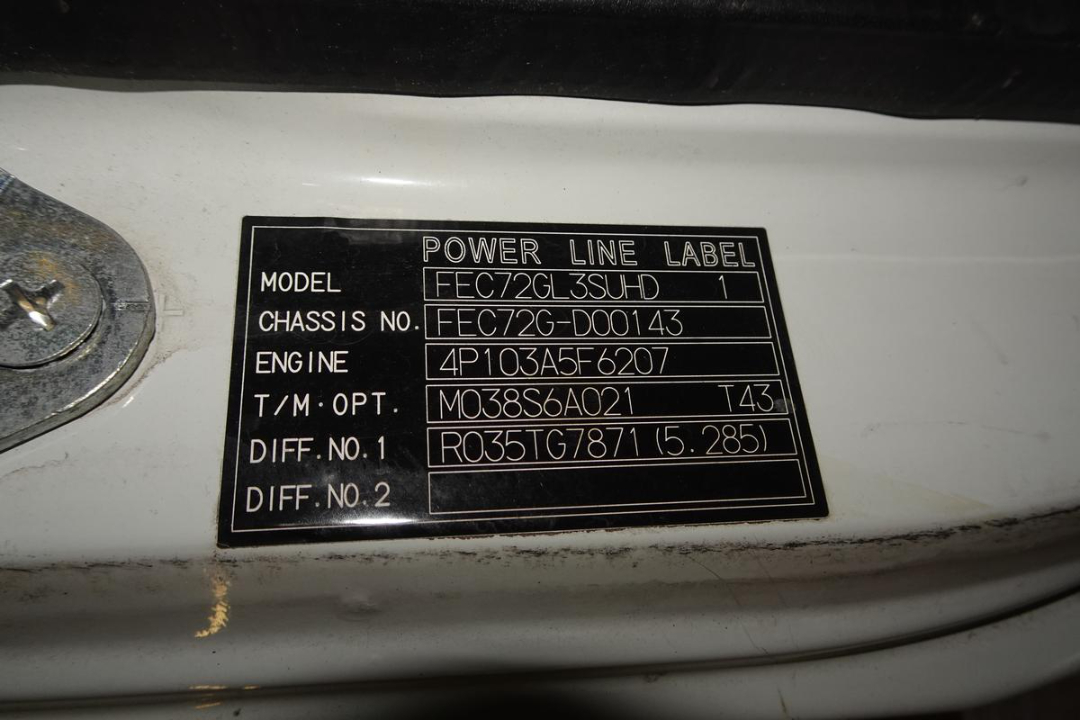 POWER LINE LABEL
MODEL FEC72GL3SUHD 1
CHASSIS NO. FEC72G-D00143
ENGINE 4P103A5F6207
T/M·OPT. M038S6A021 T43
DIFF.NO.1 R035TG7871(5.285)
DIFF.NO.2